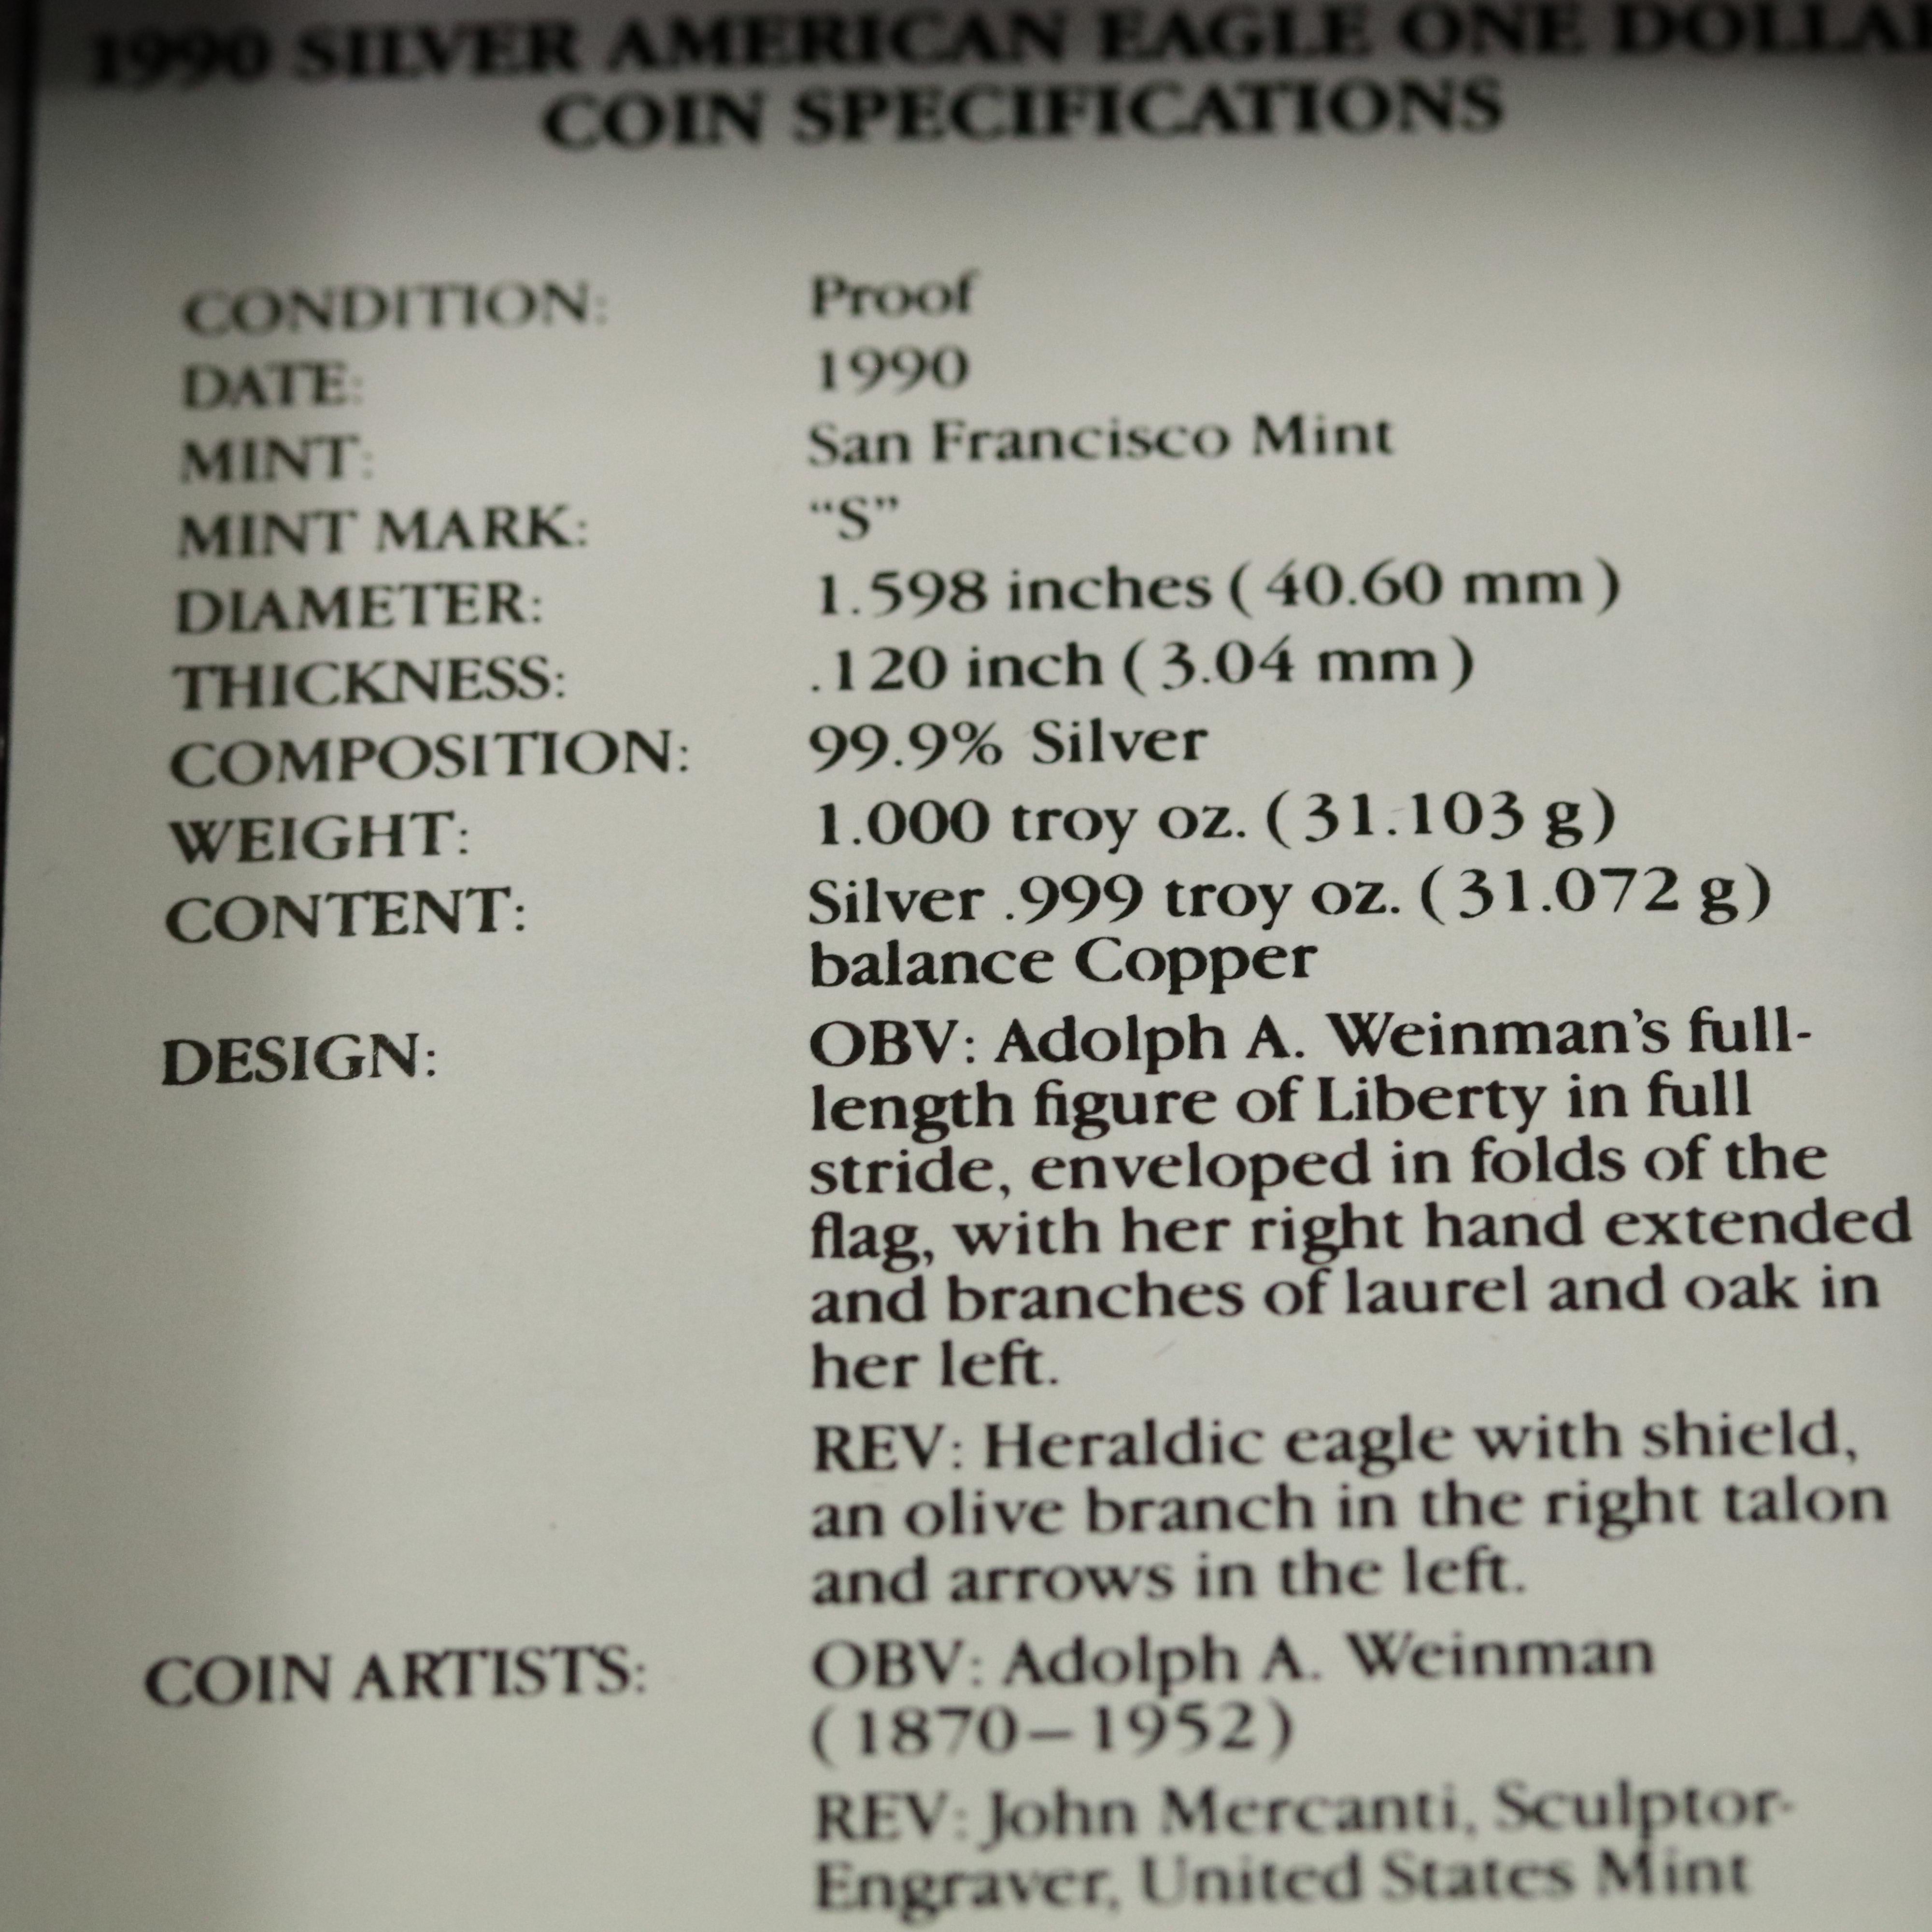 1990 SILVER AMERICAN EAGLE ONE DOLLA
COIN SPECIFICATIONS
CONDITION: Proof
DATE: 1990
MINT: San Francisco Mint
MINT MARK: “S”
DIAMETER: 1.598 inches (40.60 mm)
THICKNESS: .120 inch (3.04 mm)
COMPOSITION: 99.9% Silver
WEIGHT: 1.000 troy oz. (31.103 g)
CONTENT: Silver .999 troy oz. (31.072 g)
balance Copper
DESIGN: OBV: Adolph A. Weinman’s full-
length figure of Liberty in full
stride, enveloped in folds of the
flag, with her right hand extended
and branches of laurel and oak in
her left.
REV: Heraldic eagle with shield,
an olive branch in the right talon
and arrows in the left.
COIN ARTISTS: OBV: Adolph A. Weinman
(1870–1952)
REV: John Mercanti, Sculptor-
Engraver, United States Mint